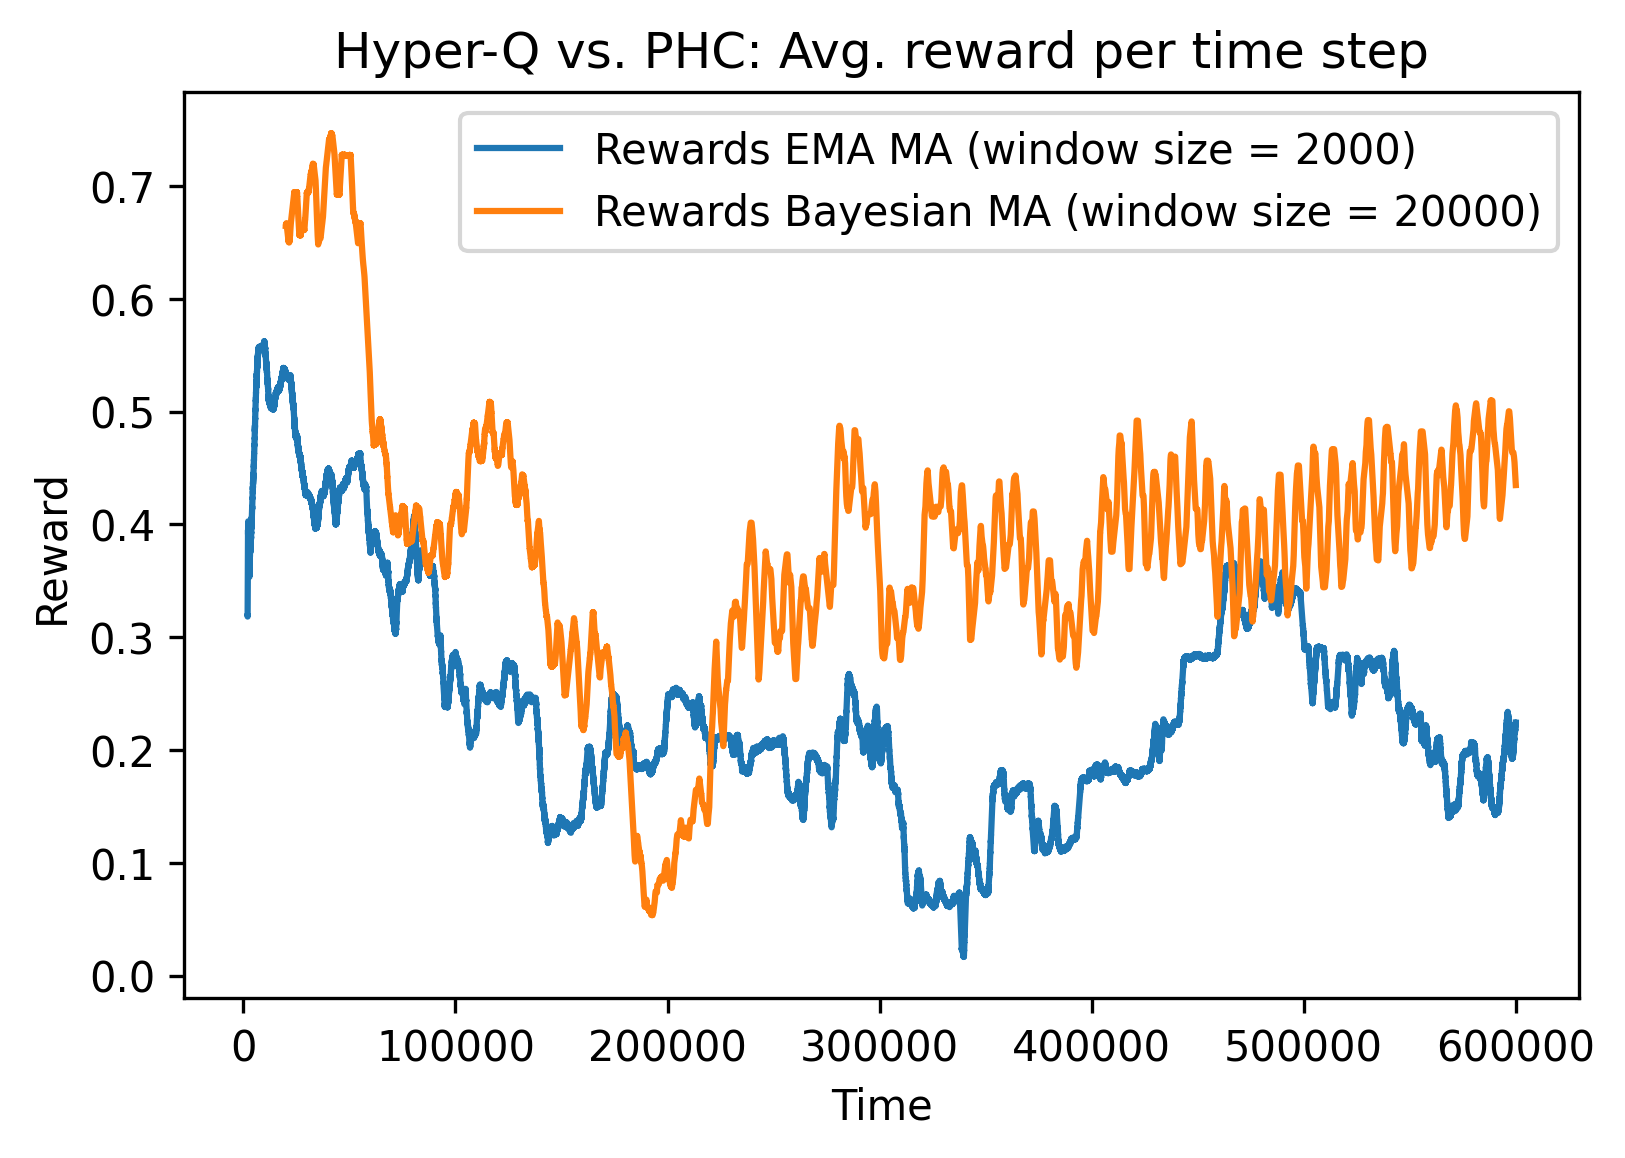 Hyper-Q vs. PHC: Avg. reward per time step
Rewards EMA MA (window size = 2000)
Rewards Bayesian MA (window size = 20000)
Reward
0.7
0.6
0.5
0.4
0.3
0.2
0.1
0.0
0 100000 200000 300000 400000 500000 600000
Time